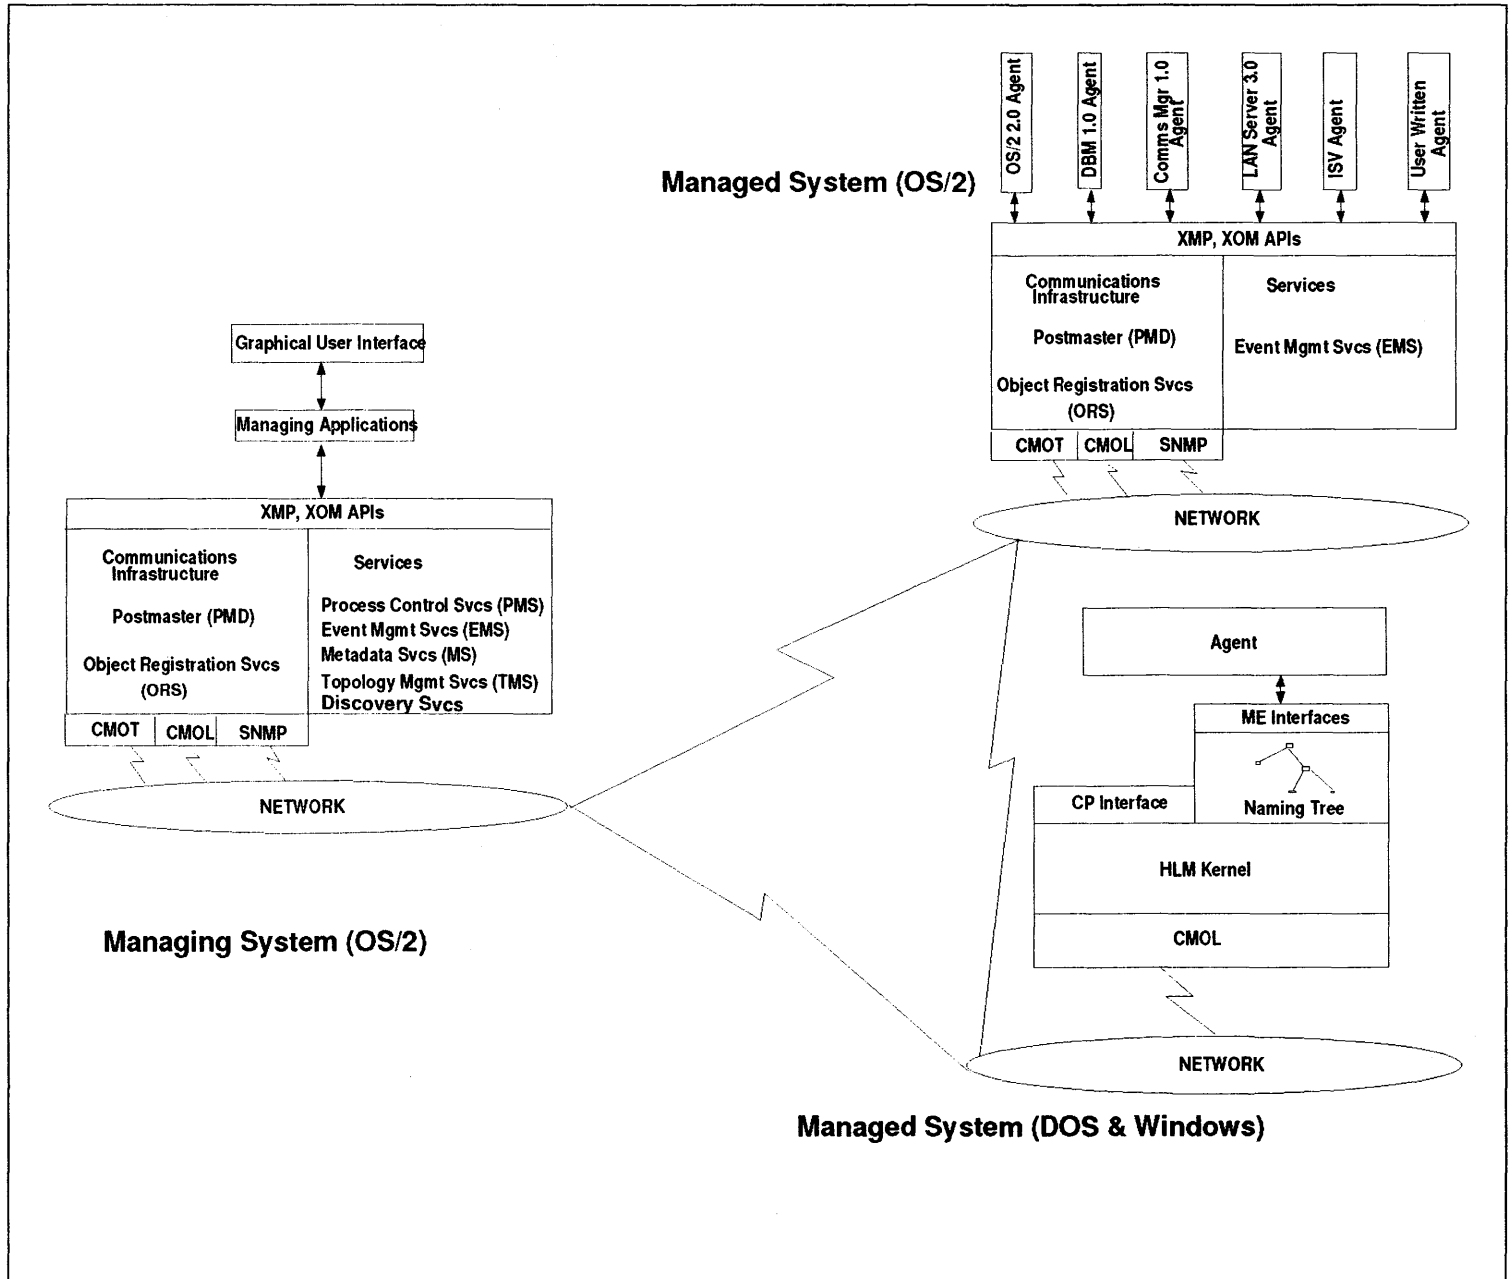 OS/2 2.0 Agent
DBM 1.0 Agent
Comms Mgr 1.0
Agent
LAN Server 3.0
Agent
ISV Agent
User Written
Agent
Managed System (OS/2)
XMP, XOM APIs
Communications
Infrastructure
Postmaster (PMD)
Object Registration Svcs
(ORS)
Services
Event Mgmt Svcs (EMS)
CMOT
CMOL
SNMP
NETWORK
Graphical User Interface
Managing Applications
XMP, XOM APIs
Communications
Infrastructure
Postmaster (PMD)
Object Registration Svcs
(ORS)
Services
Process Control Svcs (PMS)
Event Mgmt Svcs (EMS)
Metadata Svcs (MS)
Topology Mgmt Svcs (TMS)
Discovery Svcs
CMOT
CMOL
SNMP
NETWORK
Managing System (OS/2)
Agent
ME Interfaces
Naming Tree
CP Interface
HLM Kernel
CMOL
NETWORK
Managed System (DOS & Windows)